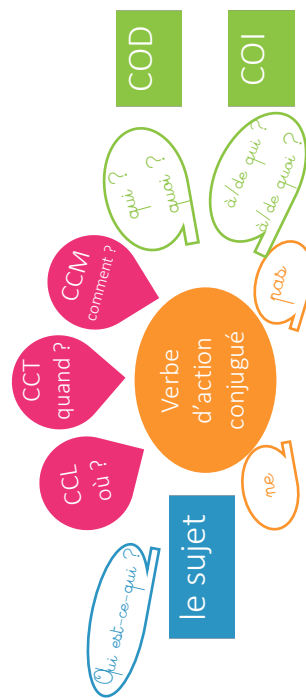 CCL
où ?
CCT
quand ?
CCM
comment ?
qui ?
quoi ?
COD
à/de qui ?
à/de quoi ?
COI
Qui est-ce-qui ?
le sujet
Verbe
d'action
conjugué
ne
pas